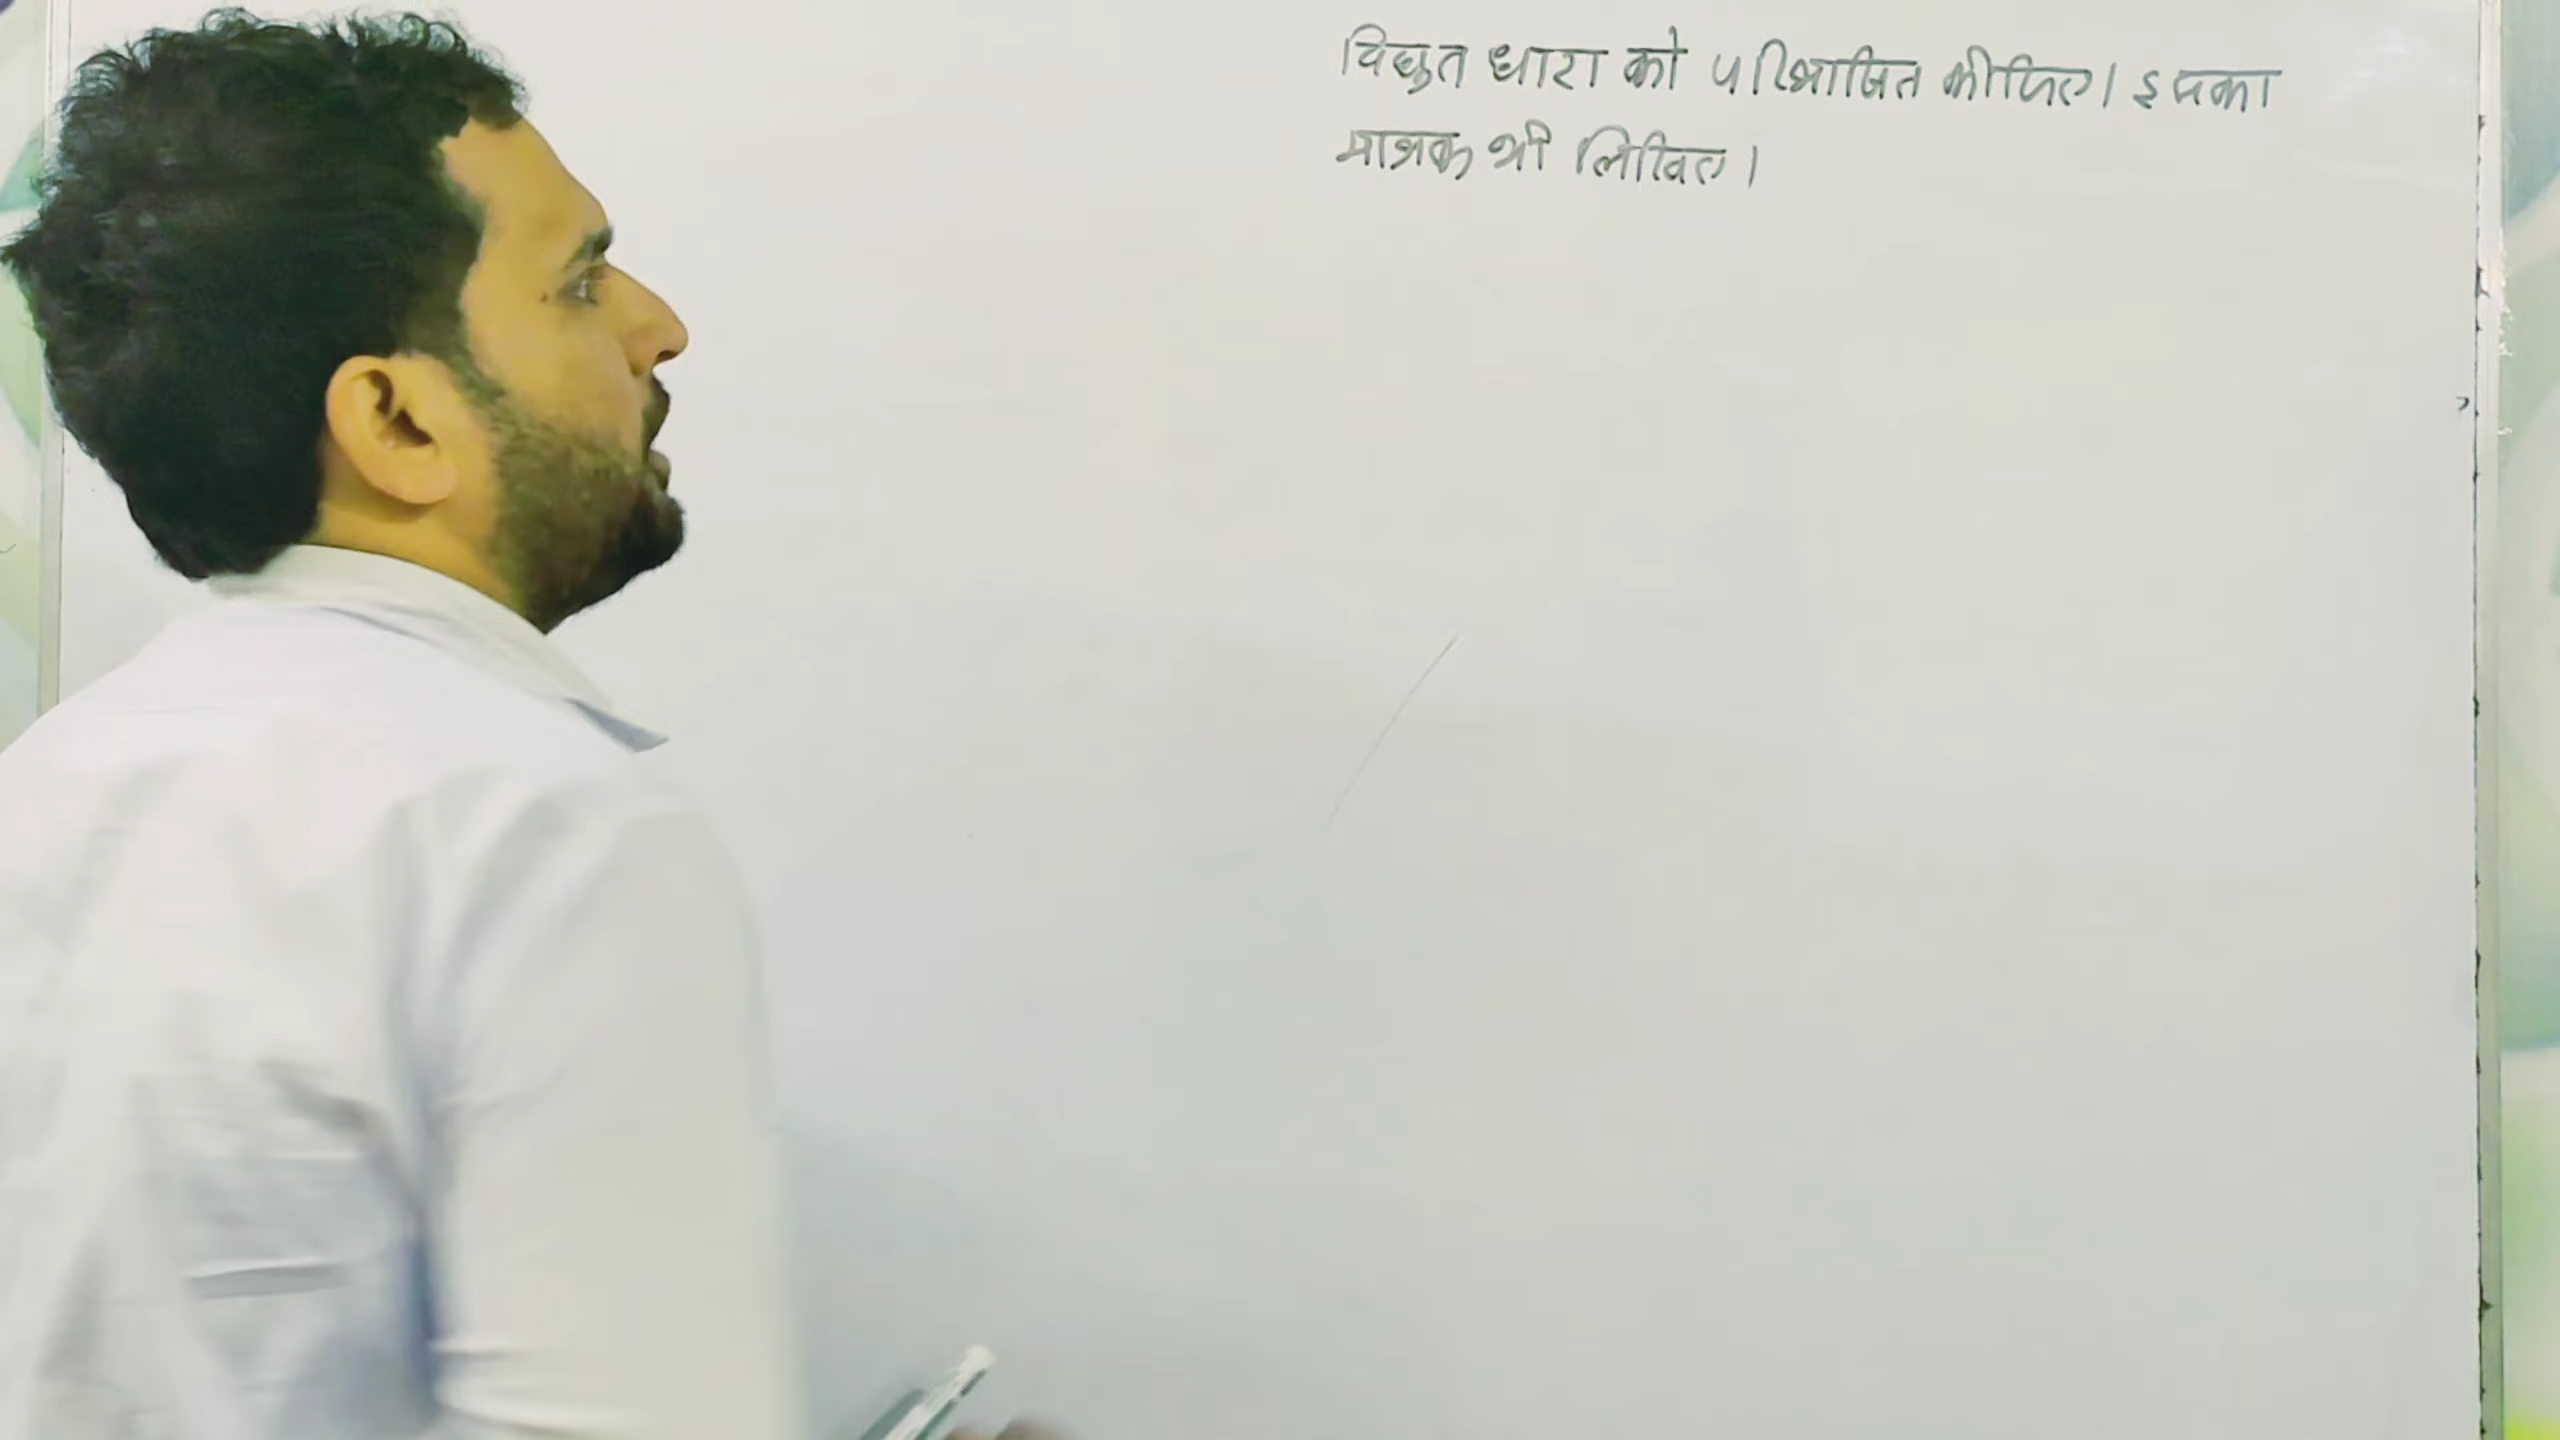 विद्युत धारा को परिभाजित कीजिए। इसका
मात्रक भी लिखिए।